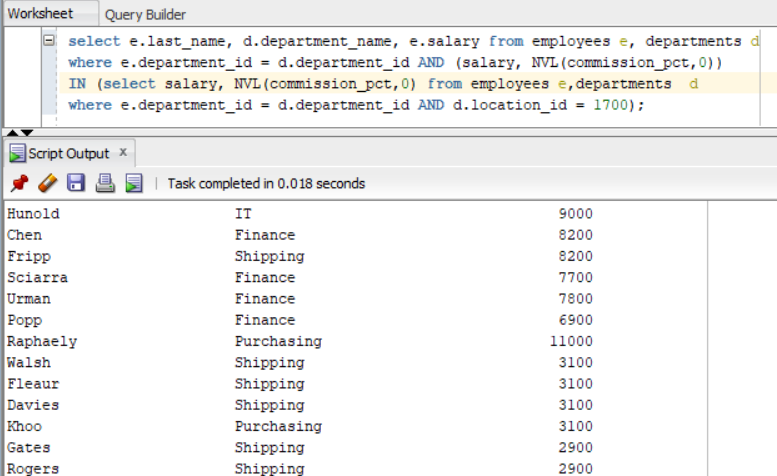 Worksheet Query Builder
select e.last_name, d.department_name, e.salary from employees e, departments d
where e.department_id = d.department_id AND (salary, NVL(commission_pct,0))
IN (select salary, NVL(commission_pct,0) from employees e,departments d
where e.department_id = d.department_id AND d.location_id = 1700);
Script Output x
Task completed in 0.018 seconds
Hunold IT 9000
Chen Finance 8200
Fripp Shipping 8200
Sciarra Finance 7700
Urman Finance 7800
Popp Finance 6900
Raphaely Purchasing 11000
Walsh Shipping 3100
Fleaur Shipping 3100
Davies Shipping 3100
Khoo Purchasing 3100
Gates Shipping 2900
Rogers Shipping 2900